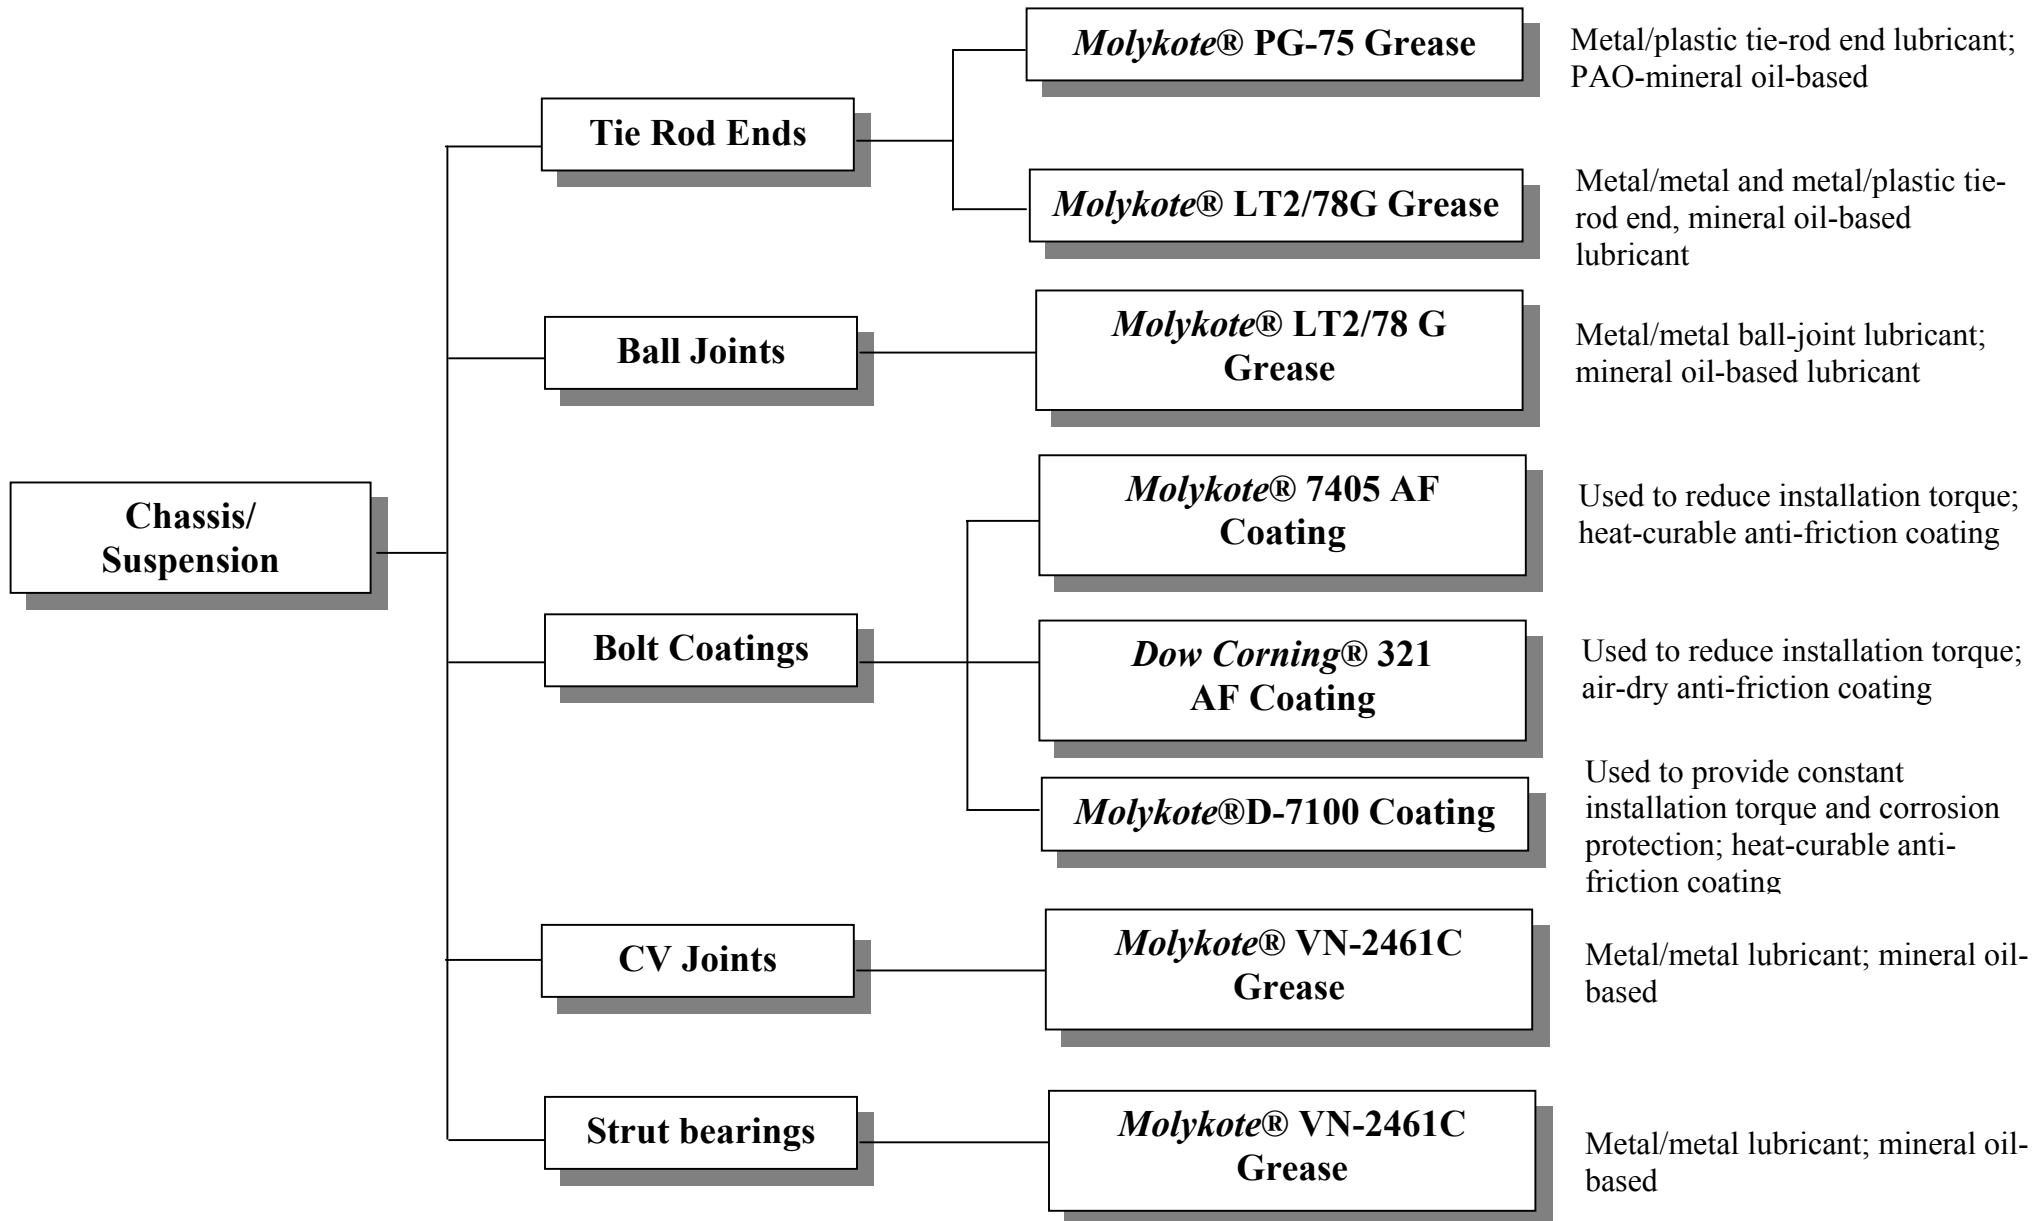 Chassis/
Suspension
Tie Rod Ends
Molykote® PG-75 Grease
Metal/plastic tie-rod end lubricant;
PAO-mineral oil-based
Molykote® LT2/78G Grease
Metal/metal and metal/plastic tie-
rod end, mineral oil-based
lubricant
Ball Joints
Molykote® LT2/78 G
Grease
Metal/metal ball-joint lubricant;
mineral oil-based lubricant
Bolt Coatings
Molykote® 7405 AF
Coating
Used to reduce installation torque;
heat-curable anti-friction coating
Dow Corning® 321
AF Coating
Used to reduce installation torque;
air-dry anti-friction coating
Molykote®D-7100 Coating
Used to provide constant
installation torque and corrosion
protection; heat-curable anti-
friction coating
CV Joints
Molykote® VN-2461C
Grease
Metal/metal lubricant; mineral oil-
based
Strut bearings
Molykote® VN-2461C
Grease
Metal/metal lubricant; mineral oil-
based